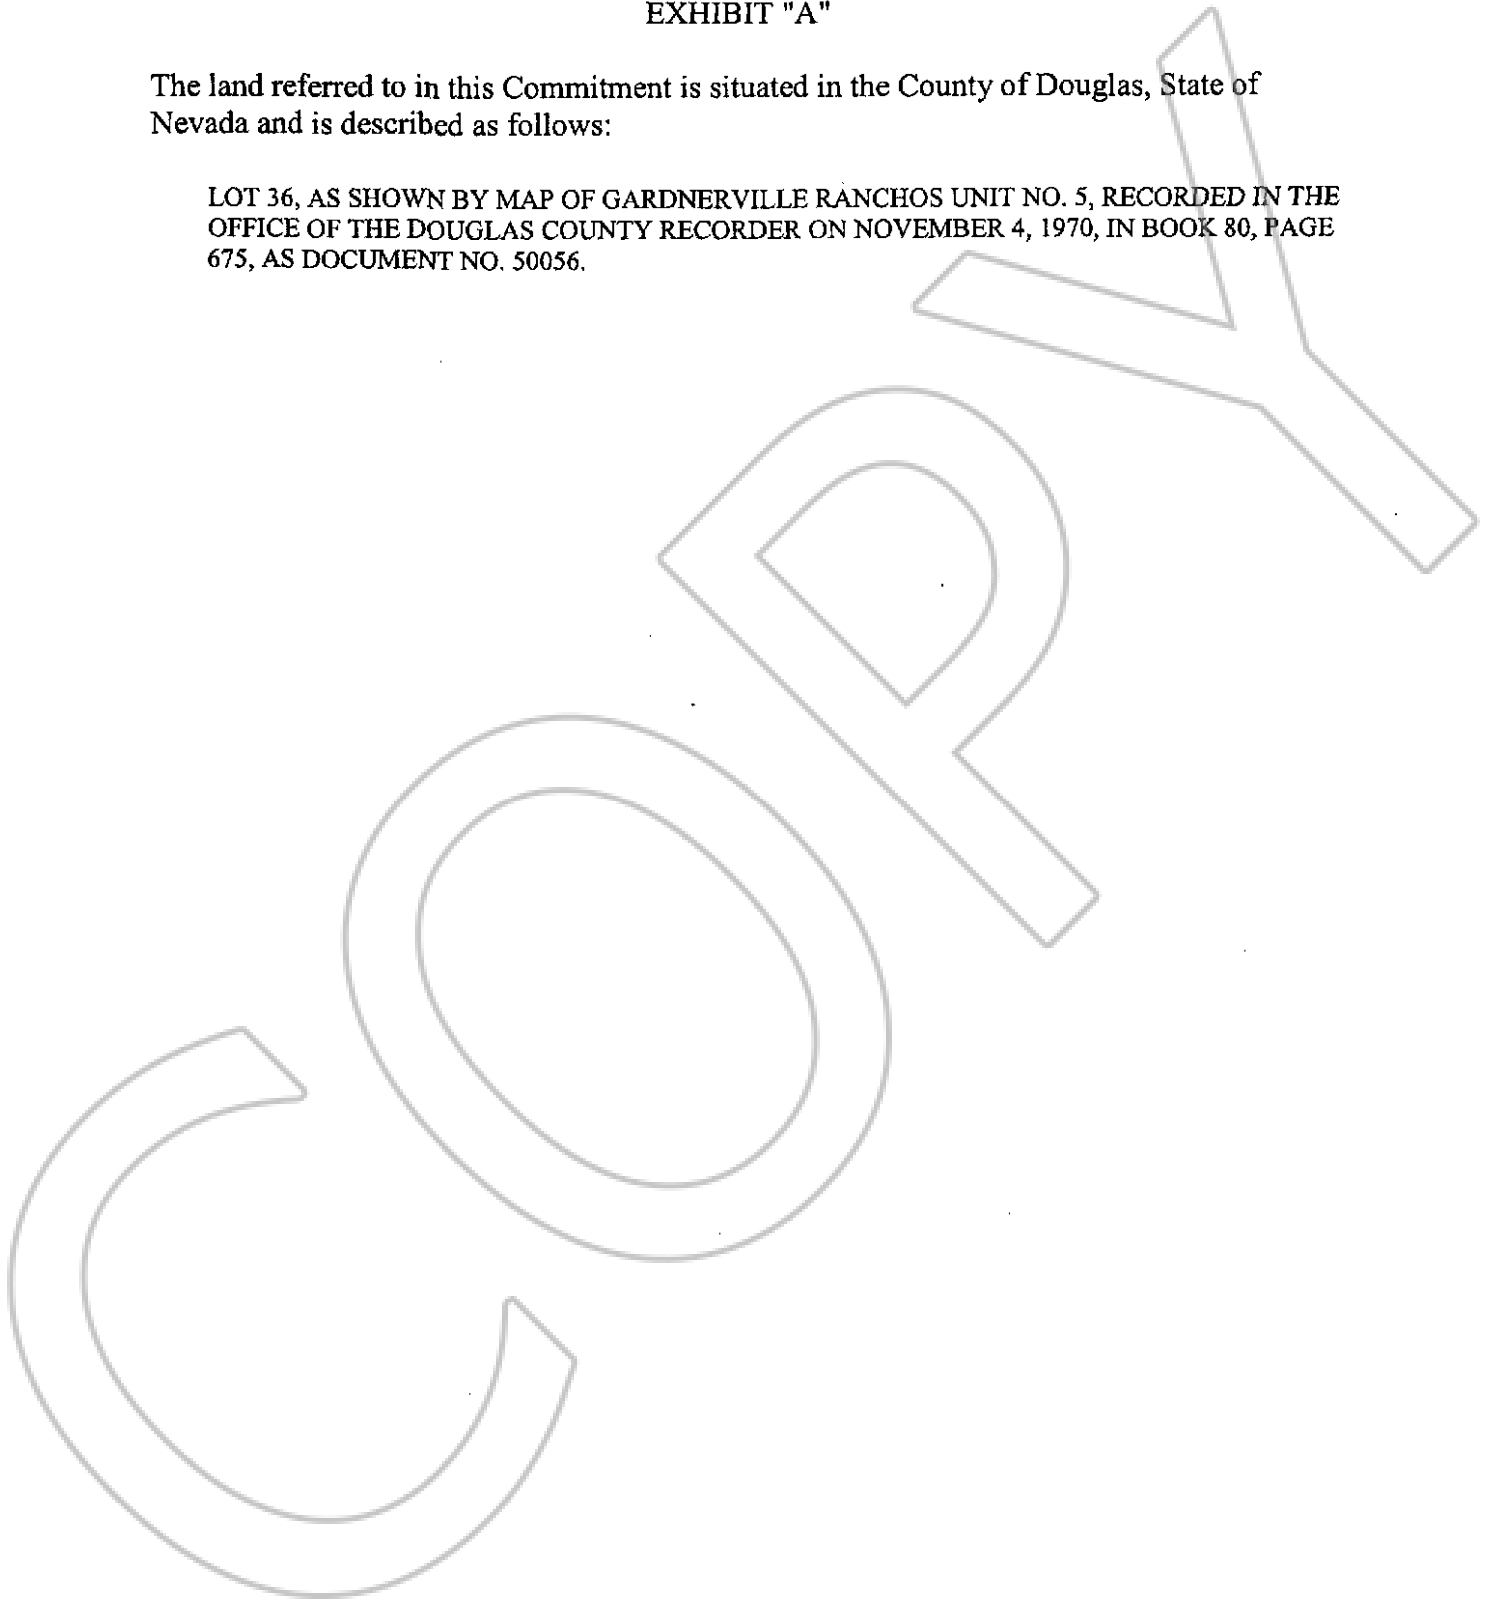 EXHIBIT "A"
The land referred to in this Commitment is situated in the County of Douglas, State of
Nevada and is described as follows:
LOT 36, AS SHOWN BY MAP OF GARDNERVILLE RANCHOS UNIT NO. 5, RECORDED IN THE
OFFICE OF THE DOUGLAS COUNTY RECORDER ON NOVEMBER 4, 1970, IN BOOK 80, PAGE
675, AS DOCUMENT NO. 50056.
COPY